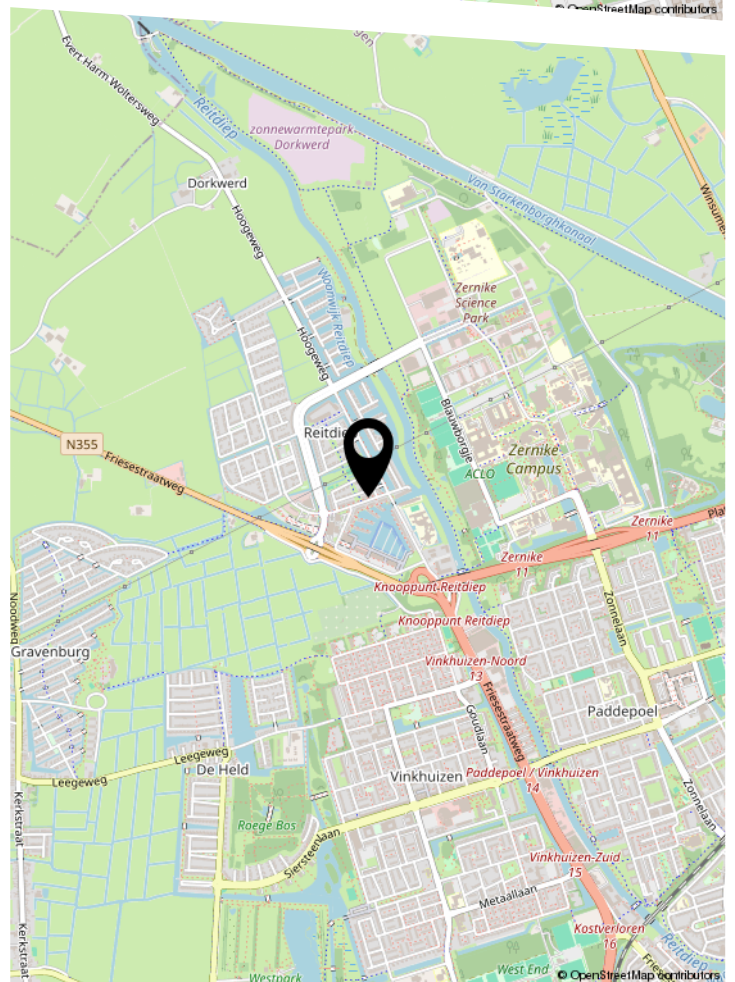 © OpenStreetMap contributors
Evert Harm Woltersweg
Reitdiep
zonnewarmtepark
Dorkwerd
Dorkwerd
Van Starkenborghkanaal
Hoogeweg
Woonwijk Reitdiep
Zernike
Science
Park
Hoogeweg
Blauwborgje
N355
Friesestraatweg
Zernike
Campus
ACLO
Zernike
11
Zernike
11
Knooppunt Reitdiep
Knooppunt Reitdiep
Noodweg
Gravenburg
Zonnelaan
Vinkhuizen-Noord
13
Friesestraatweg
Goudlaan
Paddepoel
Leegeweg
De Held
Leegeweg
Vinkhuizen
Paddepoel / Vinkhuizen
14
Zonnelaan
Kerkstraat
Roege Bos
Siersteenlaan
Vinkhuizen-Zuid
15
Metaallaan
Kostverloren
16
Kerkstraat
Reitdiep
West End
Westpark
© OpenStreetMap contributors